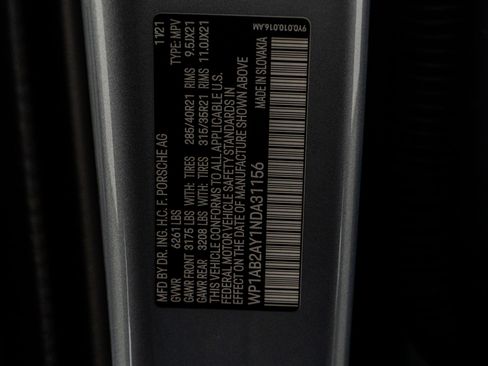 MFD BY DR. ING. H.C. F. PORSCHE AG 11/21
GVWR 6261 LBS TYPE: MPV
GAWR FRONT 3175 LBS WITH: TIRES 285/40R21 RIMS 9.5JX21
GAWR REAR 3208 LBS WITH: TIRES 315/35R21 RIMS 11.0JX21
THIS VEHICLE CONFORMS TO ALL APPLICABLE U.S.
FEDERAL MOTOR VEHICLE SAFETY STANDARDS IN
EFFECT ON THE DATE OF MANUFACTURE SHOWN ABOVE
WP1AB2AY1NDA31156 MADE IN SLOVAKIA
9Y0.010.016.AM